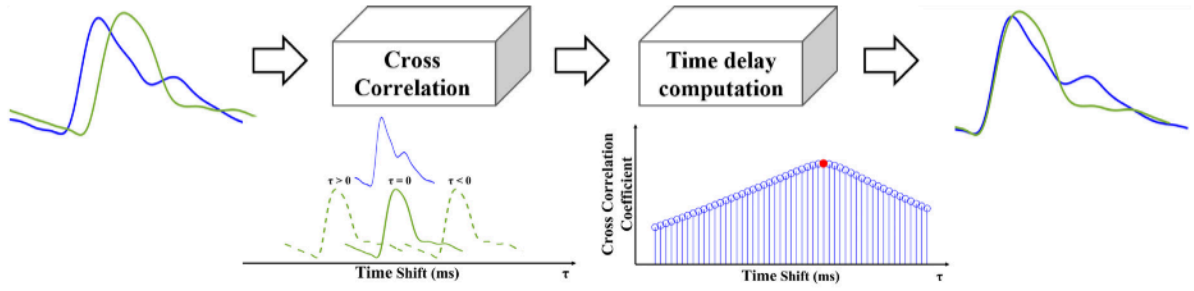 Cross
Correlation
Time delay
computation
τ > 0
τ = 0
τ < 0
Time Shift (ms)
τ
Cross Correlation
Coefficient
Time Shift (ms)
τ